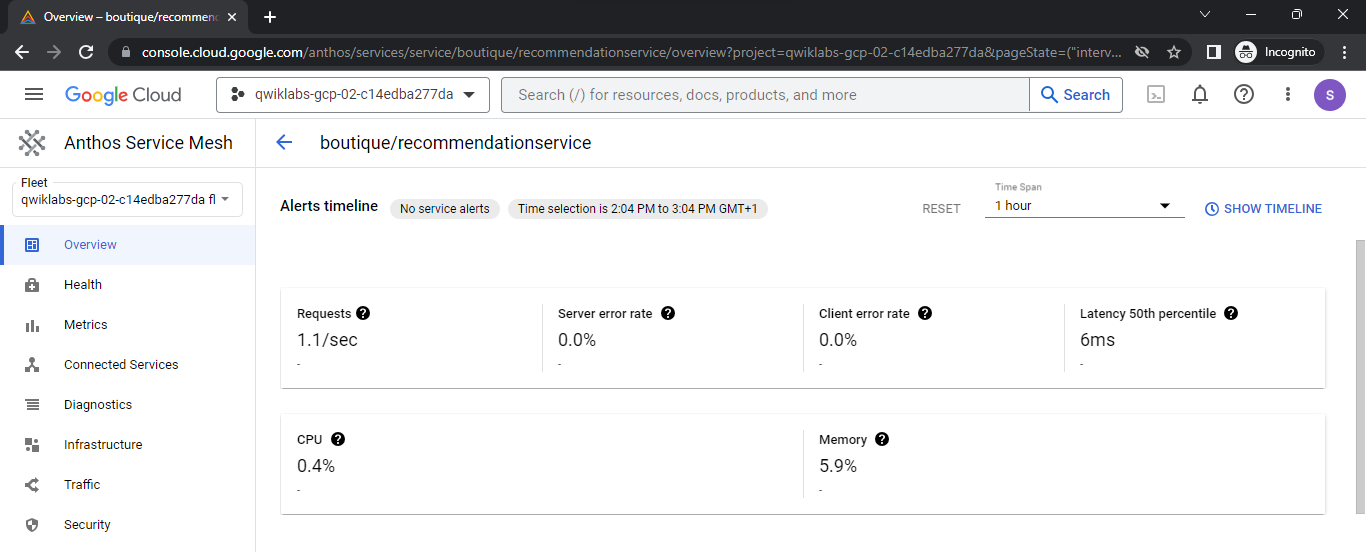 Overview – boutique/recommen
console.cloud.google.com/anthos/services/service/boutique/recommendationservice/overview?project=qwiklabs-gcp-02-c14edba277da&pageState=("interv...
Incognito
Google Cloud
qwiklabs-gcp-02-c14edba277da
Search (/) for resources, docs, products, and more
Search
S
Anthos Service Mesh
boutique/recommendationservice
Fleet
qwiklabs-gcp-02-c14edba277da fl
Alerts timeline
No service alerts
Time selection is 2:04 PM to 3:04 PM GMT+1
RESET
Time Span
1 hour
SHOW TIMELINE
Overview
Health
Metrics
Connected Services
Diagnostics
Infrastructure
Traffic
Security
Requests
1.1/sec
-
Server error rate
0.0%
-
Client error rate
0.0%
-
Latency 50th percentile
6ms
-
CPU
0.4%
-
Memory
5.9%
-